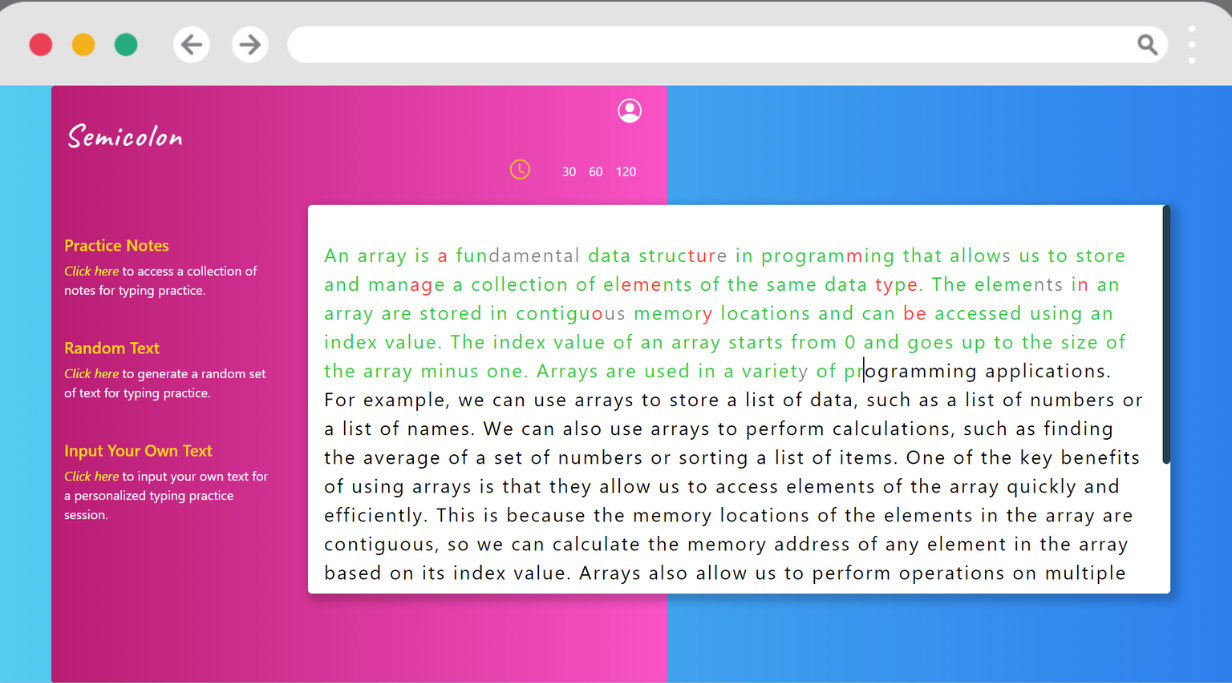 Semicolon
30 60 120
Practice Notes
Click here to access a collection of
notes for typing practice.
Random Text
Click here to generate a random set
of text for typing practice.
Input Your Own Text
Click here to input your own text for
a personalized typing practice
session.
An array is a fundamental data structure in programming that allows us to store
and manage a collection of elements of the same data type. The elements in an
array are stored in contiguous memory locations and can be accessed using an
index value. The index value of an array starts from 0 and goes up to the size of
the array minus one. Arrays are used in a variety of programming applications.
For example, we can use arrays to store a list of data, such as a list of numbers or
a list of names. We can also use arrays to perform calculations, such as finding
the average of a set of numbers or sorting a list of items. One of the key benefits
of using arrays is that they allow us to access elements of the array quickly and
efficiently. This is because the memory locations of the elements in the array are
contiguous, so we can calculate the memory address of any element in the array
based on its index value. Arrays also allow us to perform operations on multiple